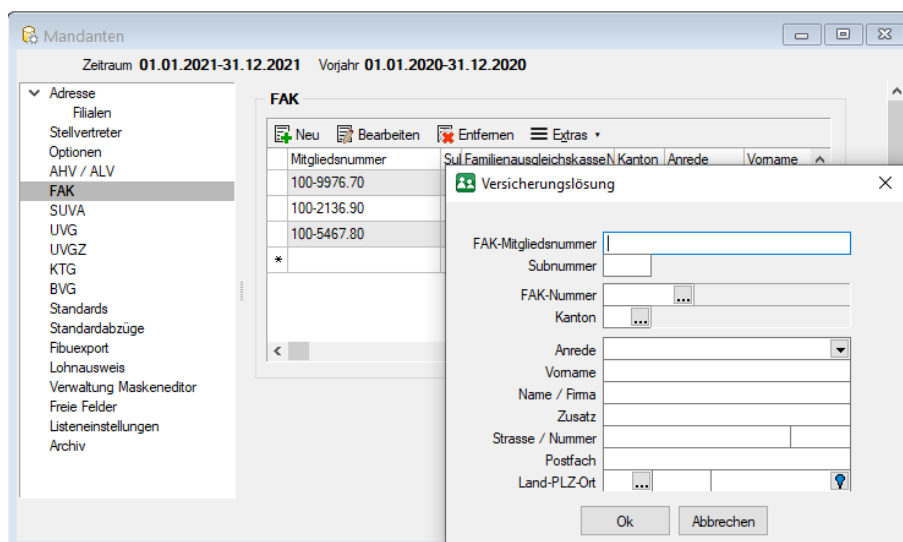 Mandanten
Zeitraum 01.01.2021-31.12.2021 Vorjahr 01.01.2020-31.12.2020
Adresse
Filialen
Stellvertreter
Optionen
AHV / ALV
FAK
SUVA
UVG
UVGZ
KTG
BVG
Standards
Standardabzüge
Fibuexport
Lohnausweis
Verwaltung Maskeneditor
Freie Felder
Listeneinstellungen
Archiv
FAK
Neu Bearbeiten Entfernen Extras
Mitgliedsnummer Sul FamilienausgleichskasseN Kanton Anrede Vorname
100-9976.70
100-2136.90
100-5467.80
*
Versicherungslösung
FAK-Mitgliedsnummer
Subnummer
FAK-Nummer ...
Kanton ...
Anrede
Vorname
Name / Firma
Zusatz
Strasse / Nummer
Postfach
Land-PLZ-Ort ...
Ok Abbrechen